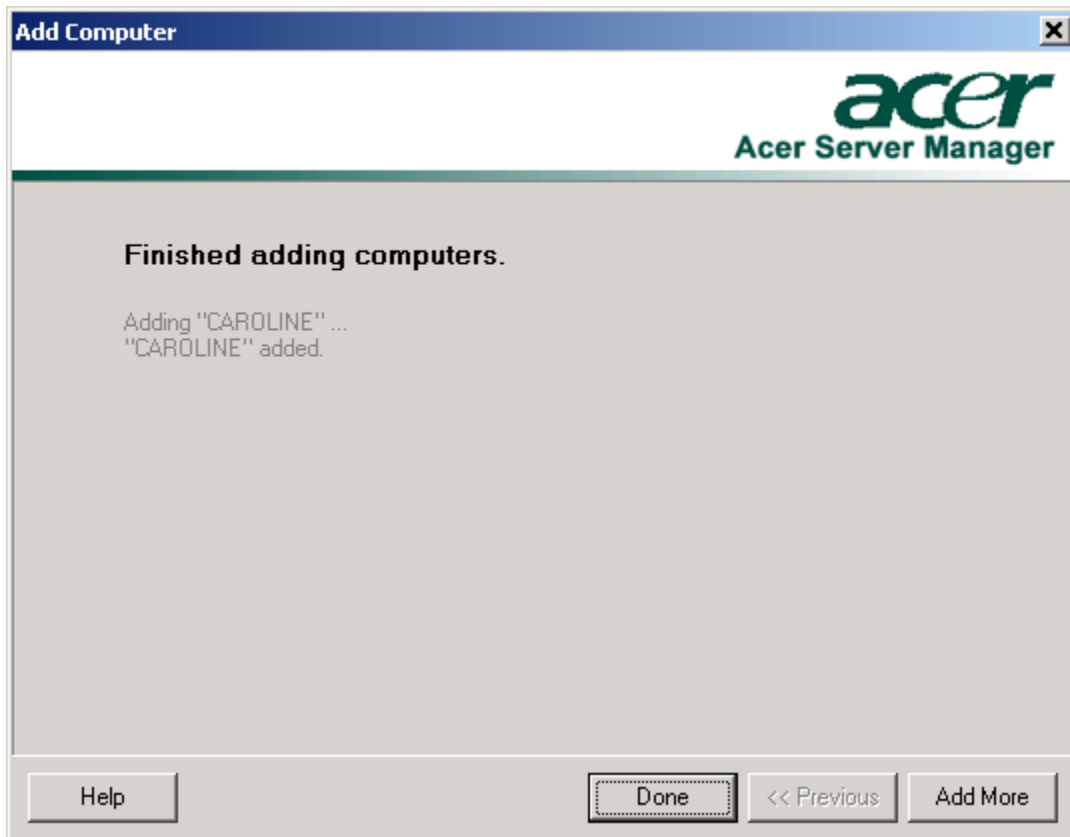 Add Computer
acer
Acer Server Manager
Finished adding computers.
Adding "CAROLINE" ...
"CAROLINE" added.
Help
Done
<< Previous
Add More